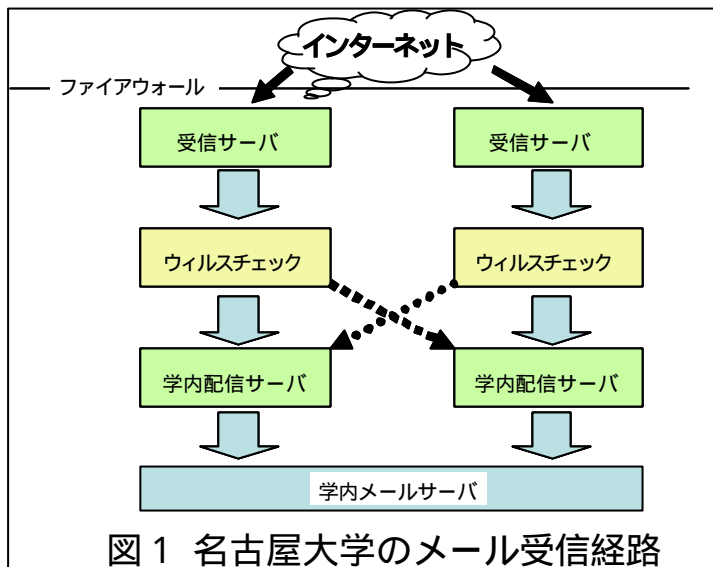 インターネット
ファイアウォール
受信サーバ
受信サーバ
ウィルスチェック
ウィルスチェック
学内配信サーバ
学内配信サーバ
学内メールサーバ
図1 名古屋大学のメール受信経路